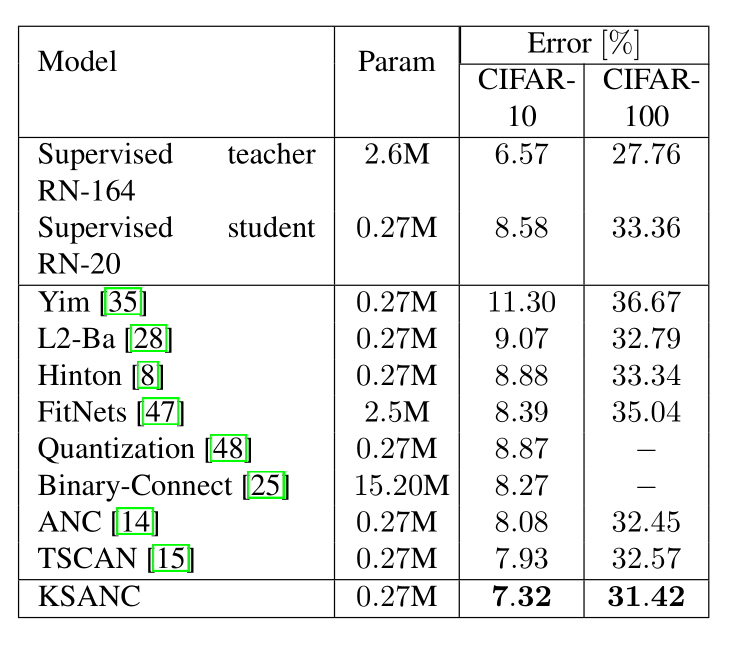 Model Param Error [%]
CIFAR-10 CIFAR-100
Supervised teacher RN-164 2.6M 6.57 27.76
Supervised student RN-20 0.27M 8.58 33.36
Yim [35] 0.27M 11.30 36.67
L2-Ba [28] 0.27M 9.07 32.79
Hinton [8] 0.27M 8.88 33.34
FitNets [47] 2.5M 8.39 35.04
Quantization [48] 0.27M 8.87 −
Binary-Connect [25] 15.20M 8.27 −
ANC [14] 0.27M 8.08 32.45
TSCAN [15] 0.27M 7.93 32.57
KSANC 0.27M 7.32 31.42